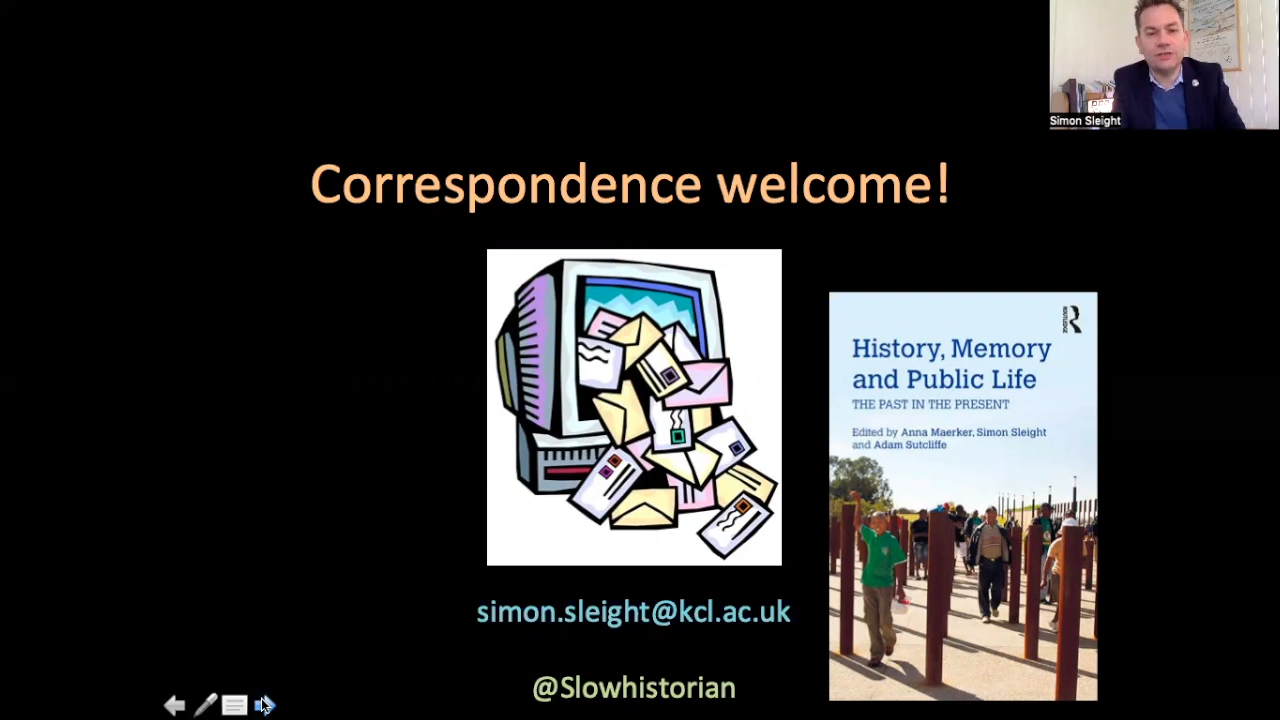 Simon Sleight
Correspondence welcome!
R
ROUTLEDGE
History, Memory
and Public Life
THE PAST IN THE PRESENT
Edited by Anna Maerker, Simon Sleight
and Adam Sutcliffe
simon.sleight@kcl.ac.uk
@Slowhistorian